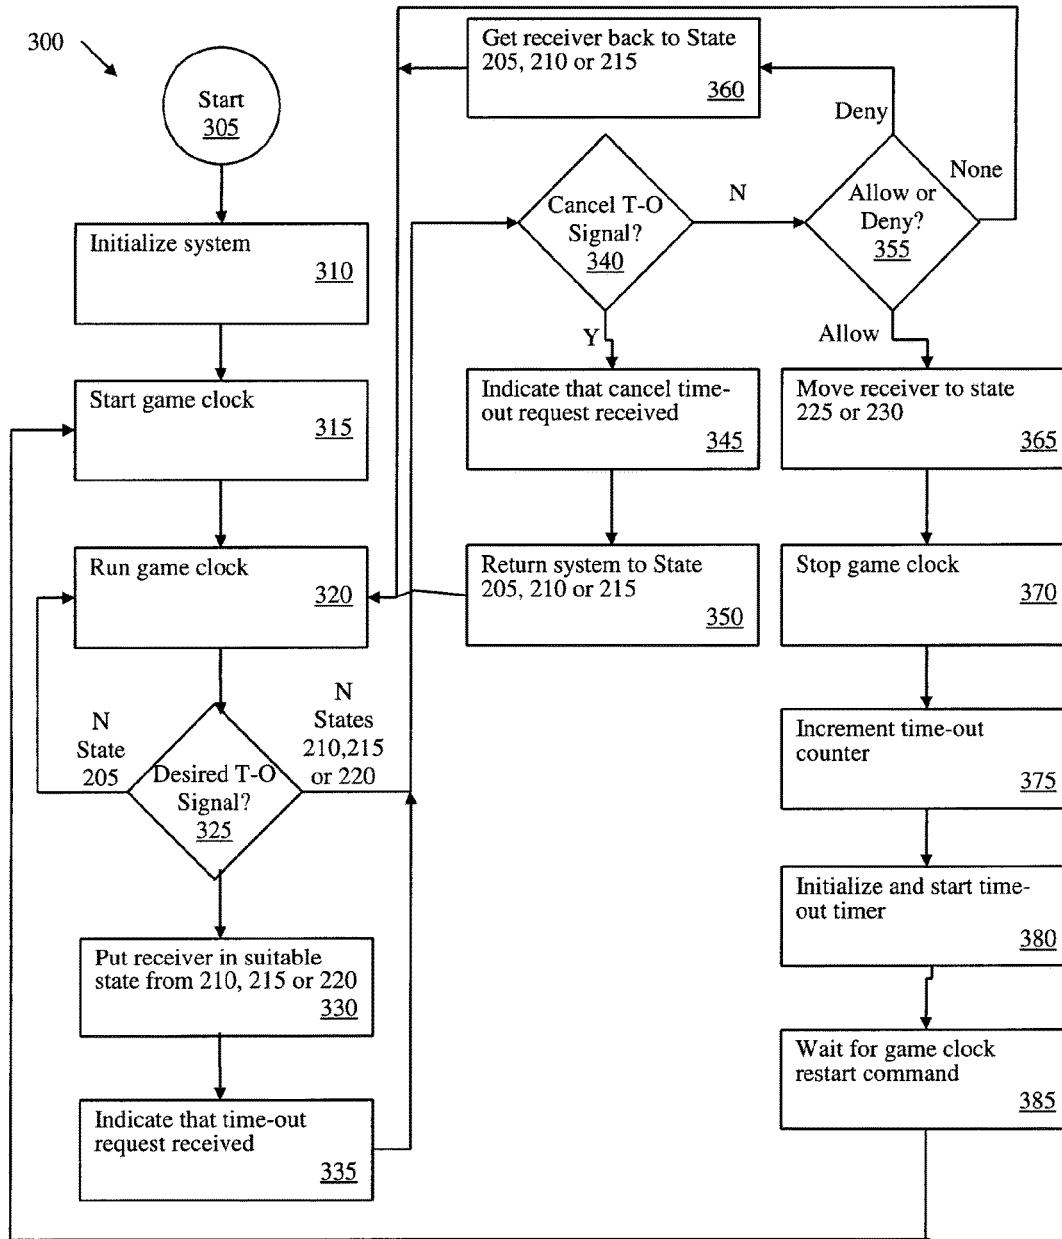 300
Start
305
Initialize system
310
Start game clock
315
Run game clock
320
N
State
205
N
States
210,215
or 220
Desired T-O
Signal?
325
Put receiver in suitable
state from 210, 215 or 220
330
Indicate that time-out
request received
335
Get receiver back to State
205, 210 or 215
360
Deny
None
Cancel T-O
Signal?
340
N
Allow or
Deny?
355
Y
Allow
Indicate that cancel time-
out request received
345
Return system to State
205, 210 or 215
350
Move receiver to state
225 or 230
365
Stop game clock
370
Increment time-out
counter
375
Initialize and start time-
out timer
380
Wait for game clock
restart command
385